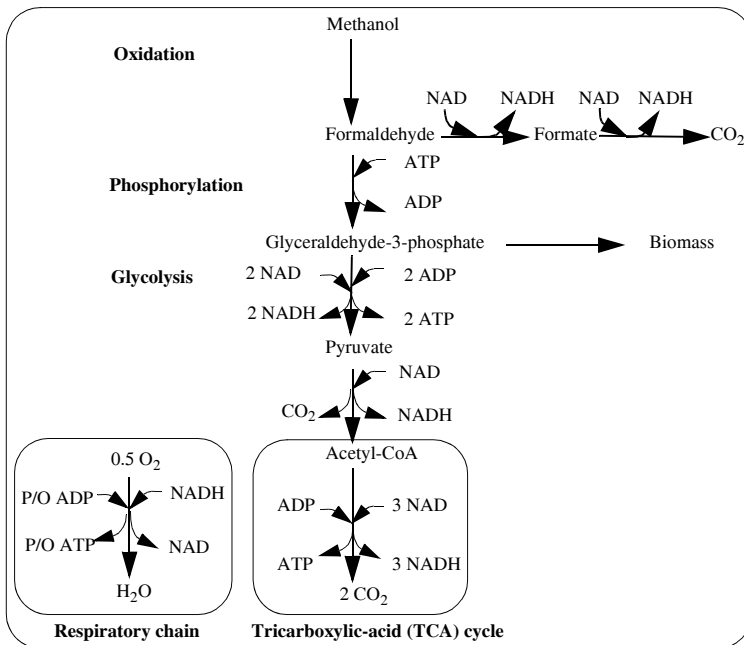 Methanol
Oxidation
NAD NADH NAD NADH
Formaldehyde Formate CO2
ATP
Phosphorylation
ADP
Glyceraldehyde-3-phosphate Biomass
Glycolysis 2 NAD 2 ADP
2 NADH 2 ATP
Pyruvate
NAD
CO2 NADH
0.5 O2 Acetyl-CoA
P/O ADP NADH ADP 3 NAD
P/O ATP NAD ATP 3 NADH
H2O 2 CO2
Respiratory chain Tricarboxylic-acid (TCA) cycle